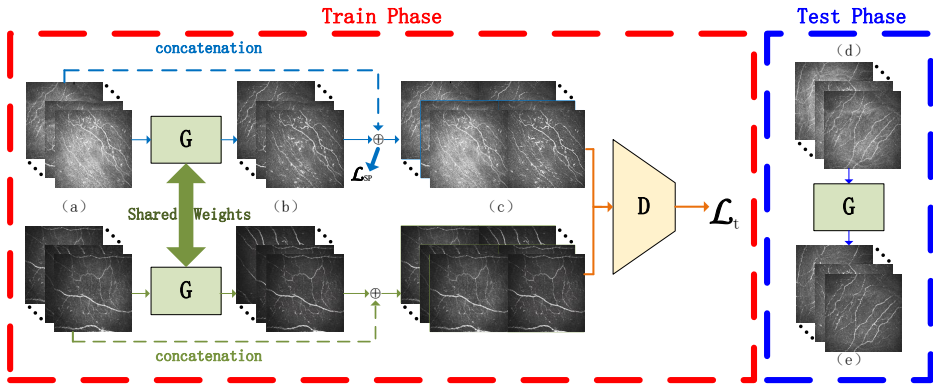 Train Phase
Test Phase
concatenation
(d)
G
G
ℒSP
(a)
(b)
(c)
Shared Weights
D
ℒt
G
concatenation
(e)